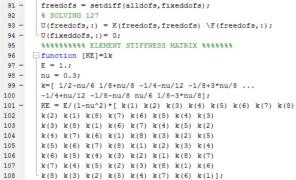 91 - freedofs = setdiff(alldofs,fixeddofs);
92 % SOLVING 127
93 - U(freedofs,:) = K(freedofs,freedofs) \F(freedofs,:);
94 - U(fixeddofs,:)= 0;
95 %%%%%%%%%% ELEMENT STIFFNESS MATRIX %%%%%%%
96 function [KE]=lk
97 - E = 1.;
98 - nu = 0.3;
99 - k=[ 1/2-nu/6 1/8+nu/8 -1/4-nu/12 -1/8+3*nu/8 ...
100 -1/4+nu/12 -1/8-nu/8 nu/6 1/8-3*nu/8];
101 - KE = E/(1-nu^2)*[ k(1) k(2) k(3) k(4) k(5) k(6) k(7) k(8)
102 k(2) k(1) k(8) k(7) k(6) k(5) k(4) k(3)
103 k(3) k(8) k(1) k(6) k(7) k(4) k(5) k(2)
104 k(4) k(7) k(6) k(1) k(8) k(3) k(2) k(5)
105 k(5) k(6) k(7) k(8) k(1) k(2) k(3) k(4)
106 k(6) k(5) k(4) k(3) k(2) k(1) k(8) k(7)
107 k(7) k(4) k(5) k(2) k(3) k(8) k(1) k(6)
108 k(8) k(3) k(2) k(5) k(4) k(7) k(6) k(1)];